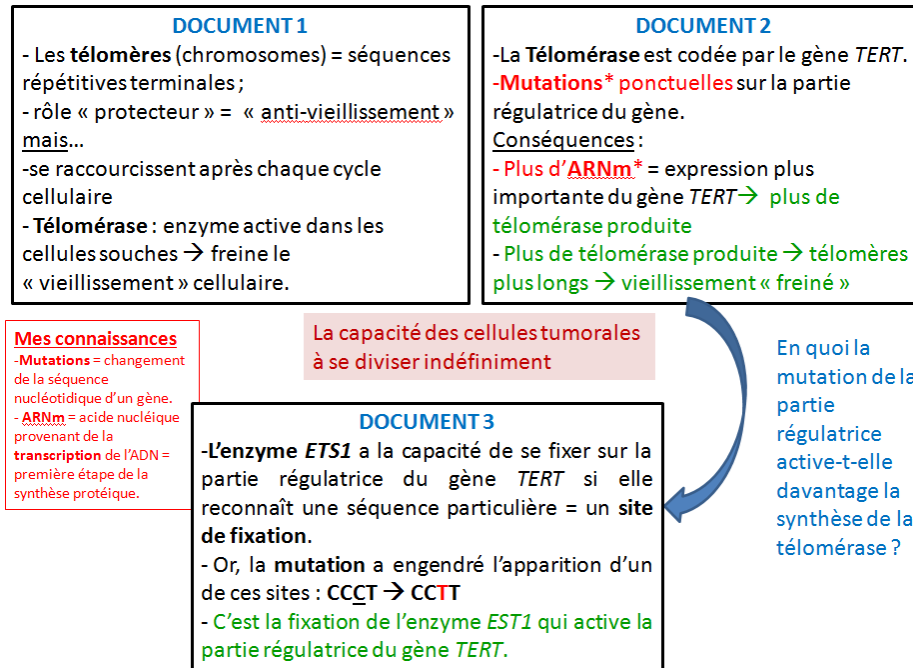 DOCUMENT 1
- Les télomères (chromosomes) = séquences
répétitives terminales ;
- rôle « protecteur » = « anti-vieillissement »
mais…
-se raccourcissent après chaque cycle
cellulaire
- Télomérase : enzyme active dans les
cellules souches → freine le
« vieillissement » cellulaire.
DOCUMENT 2
-La Télomérase est codée par le gène TERT.
-Mutations* ponctuelles sur la partie
régulatrice du gène.
Conséquences :
- Plus d'ARNm* = expression plus
importante du gène TERT→ plus de
télomérase produite
- Plus de télomérase produite → télomères
plus longs → vieillissement « freiné »
Mes connaissances
-Mutations = changement
de la séquence
nucléotidique d'un gène.
- ARNm = acide nucléique
provenant de la
transcription de l'ADN =
première étape de la
synthèse protéique.
La capacité des cellules tumorales
à se diviser indéfiniment
En quoi la
mutation de la
partie
régulatrice
active-t-elle
davantage la
synthèse de la
télomérase ?
DOCUMENT 3
-L'enzyme ETS1 a la capacité de se fixer sur la
partie régulatrice du gène TERT si elle
reconnaît une séquence particulière = un site
de fixation.
- Or, la mutation a engendré l'apparition d'un
de ces sites : CCCT → CCTT
- C'est la fixation de l'enzyme EST1 qui active la
partie régulatrice du gène TERT.